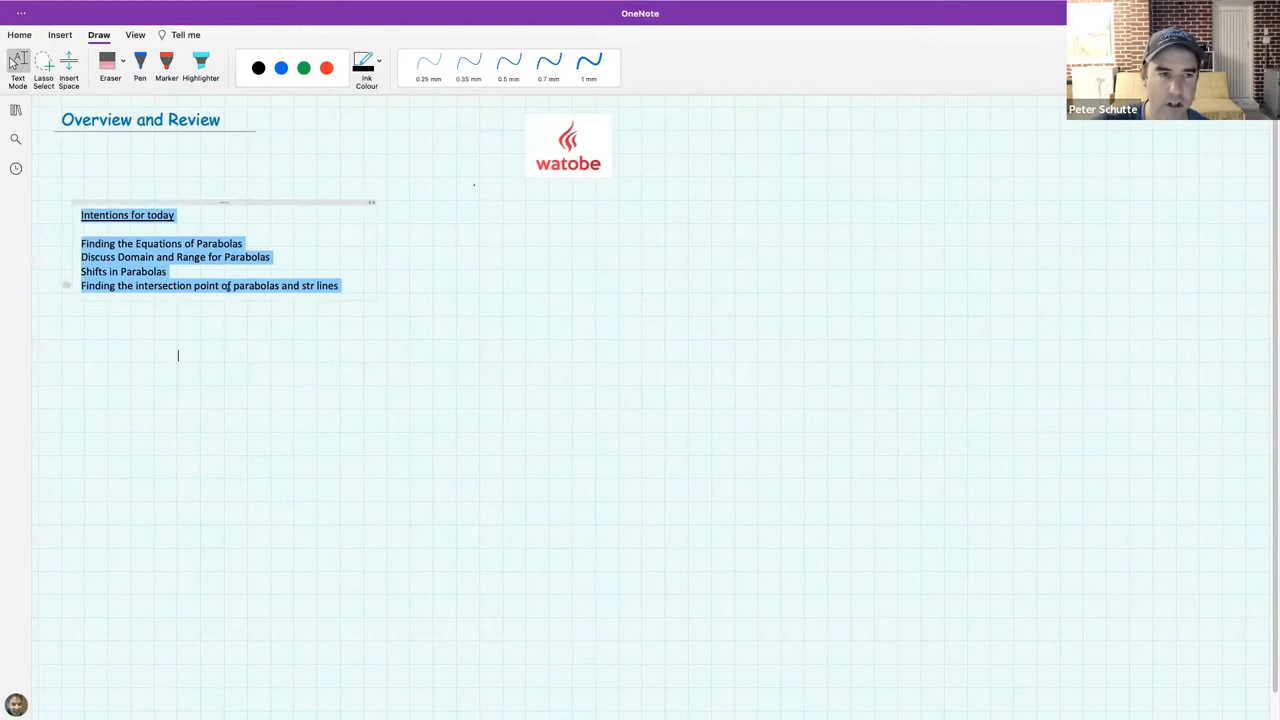 OneNote
Home
Insert
Draw
View
Tell me
Text Mode
Lasso Select
Insert Space
Eraser
Pen
Marker
Highlighter
0.25 mm
0.35 mm
0.5 mm
0.7 mm
1 mm
Ink Colour
Peter Schutte
Overview and Review
watobe
Intentions for today
Finding the Equations of Parabolas
Discuss Domain and Range for Parabolas
Shifts in Parabolas
Finding the intersection point of parabolas and str lines